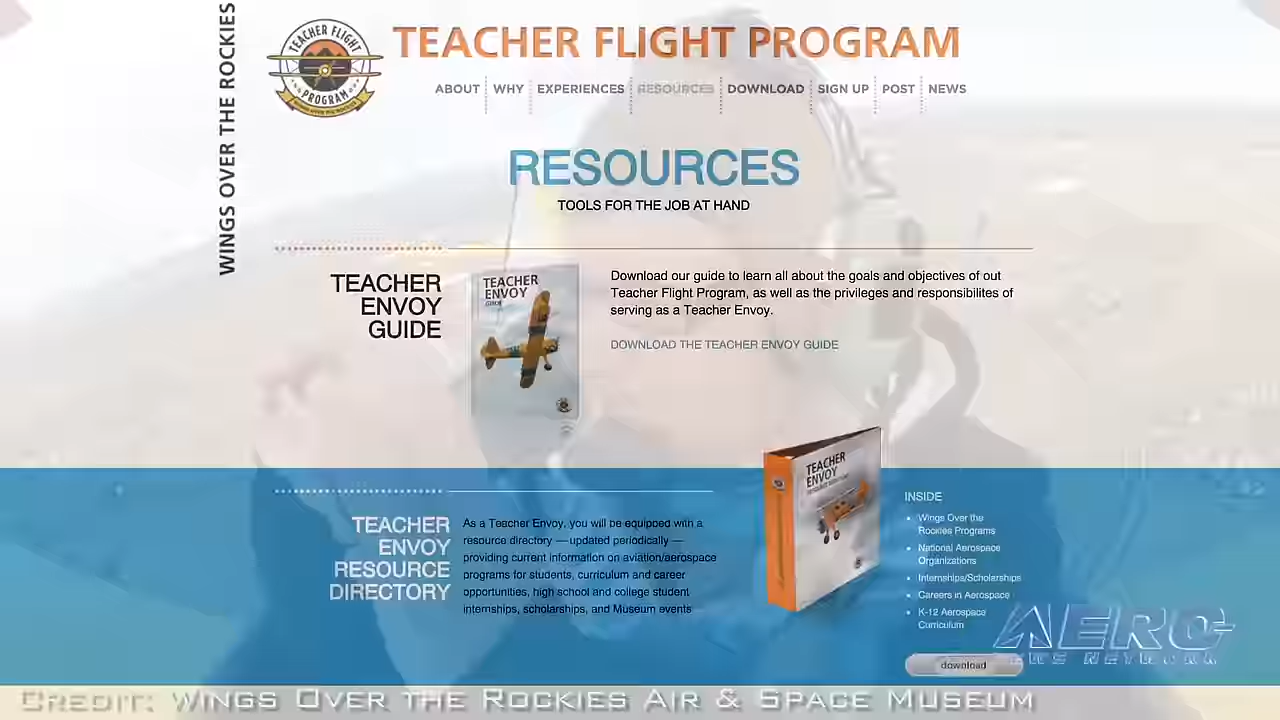 WINGS OVER THE ROCKIES
TEACHER FLIGHT
PROGRAM
TEACHER FLIGHT PROGRAM
ABOUT
WHY
EXPERIENCES
RESOURCES
DOWNLOAD
SIGN UP
POST
NEWS
RESOURCES
TOOLS FOR THE JOB AT HAND
TEACHER
ENVOY
GUIDE
TEACHER
ENVOY
Download our guide to learn all about the goals and objectives of out
Teacher Flight Program, as well as the privileges and responsibilites of
serving as a Teacher Envoy.
DOWNLOAD THE TEACHER ENVOY GUIDE
TEACHER
ENVOY
RESOURCE
DIRECTORY
As a Teacher Envoy, you will be equipped with a
resource directory — updated periodically —
providing current information on aviation/aerospace
programs for students, curriculum and career
opportunities, high school and college student
internships, scholarships, and Museum events
TEACHER
ENVOY
INSIDE
• Wings Over the
Rockies Programs
• National Aerospace
Organizations
• Internships/Scholarships
• Careers in Aerospace
• K-12 Aerospace
Curriculum
download
AERO
NEWS NETWORK
CREDIT: WINGS OVER THE ROCKIES AIR & SPACE MUSEUM